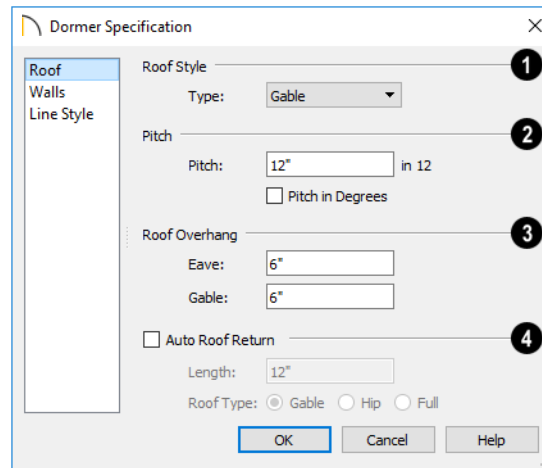 Dormer Specification
Roof
Walls
Line Style
Roof Style 1
Type: Gable
Pitch 2
Pitch: 12" in 12
Pitch in Degrees
Roof Overhang 3
Eave: 6"
Gable: 6"
Auto Roof Return 4
Length: 12"
Roof Type: Gable Hip Full
OK Cancel Help